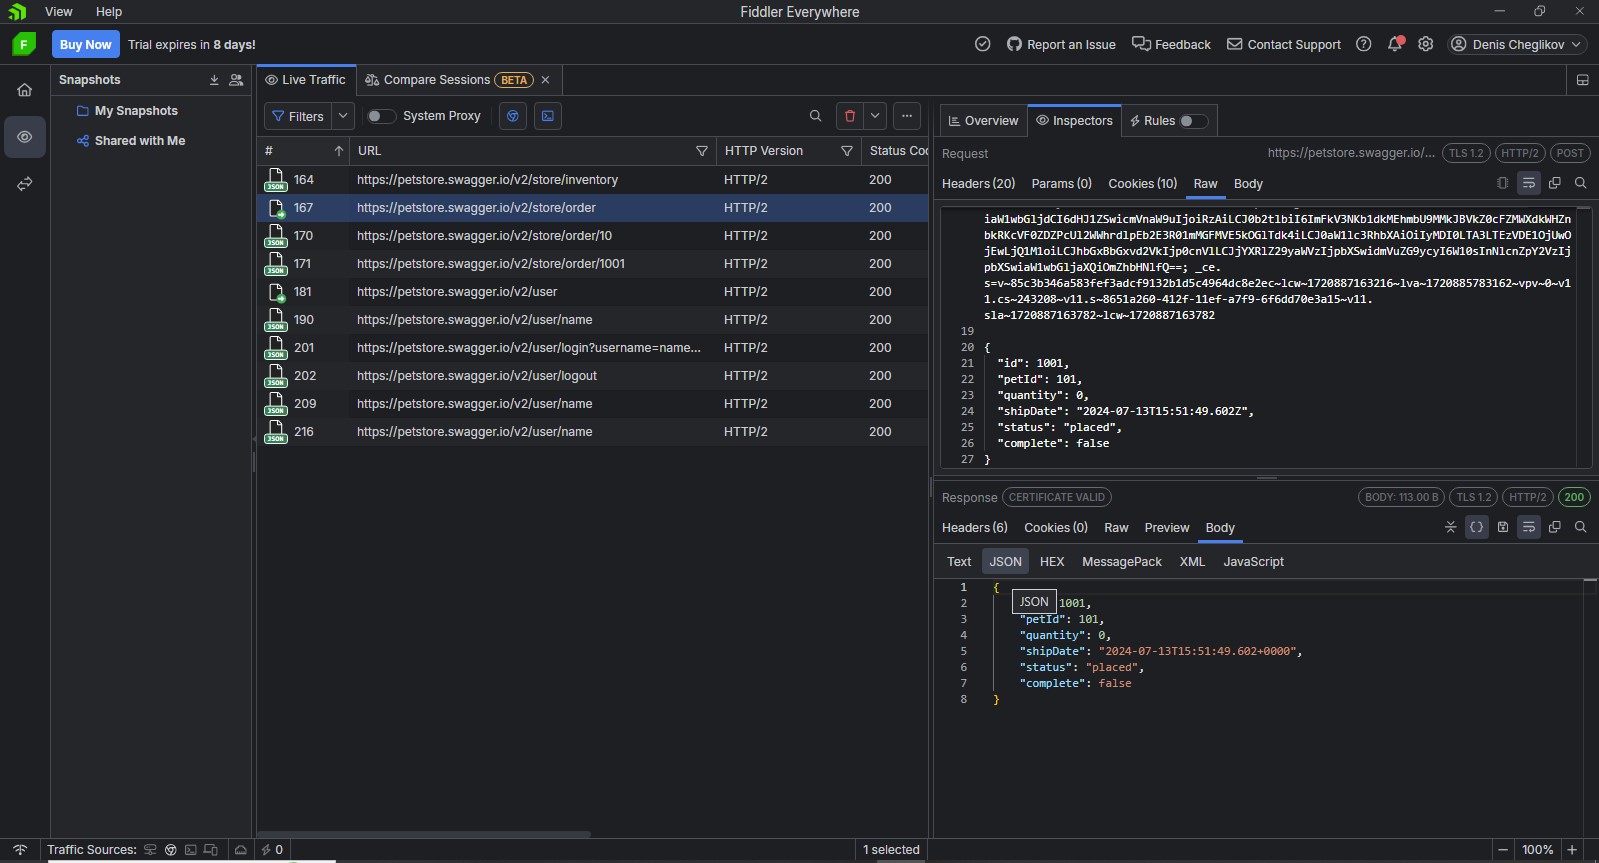 View Help Fiddler Everywhere
F Buy Now Trial expires in 8 days! Report an Issue Feedback Contact Support Denis Cheglikov
Snapshots
My Snapshots
Shared with Me
Live Traffic Compare Sessions BETA
Filters System Proxy
# URL HTTP Version Status Co
JSON 164 https://petstore.swagger.io/v2/store/inventory HTTP/2 200
167 https://petstore.swagger.io/v2/store/order HTTP/2 200
JSON 170 https://petstore.swagger.io/v2/store/order/10 HTTP/2 200
JSON 171 https://petstore.swagger.io/v2/store/order/1001 HTTP/2 200
181 https://petstore.swagger.io/v2/user HTTP/2 200
JSON 190 https://petstore.swagger.io/v2/user/name HTTP/2 200
JSON 201 https://petstore.swagger.io/v2/user/login?username=name... HTTP/2 200
JSON 202 https://petstore.swagger.io/v2/user/logout HTTP/2 200
JSON 209 https://petstore.swagger.io/v2/user/name HTTP/2 200
JSON 216 https://petstore.swagger.io/v2/user/name HTTP/2 200
Overview Inspectors Rules
Request https://petstore.swagger.io/... TLS 1.2 HTTP/2 POST
Headers (20) Params (0) Cookies (10) Raw Body
_ce.
s=v~85c3b346a583fef3adcf9132b1d5c4964dc8e2ec~lcw~1720887163216~lva~1720885783162~vpv~0~v1
1.cs~243208~v11.s~8651a260-412f-11ef-a7f9-6f6dd70e3a15~v11.
sla~1720887163782~lcw~1720887163782
19
20 {
21 "id": 1001,
22 "petId": 101,
23 "quantity": 0,
24 "shipDate": "2024-07-13T15:51:49.602Z",
25 "status": "placed",
26 "complete": false
27 }
Response CERTIFICATE VALID BODY: 113.00 B TLS 1.2 HTTP/2 200
Headers (6) Cookies (0) Raw Preview Body
Text JSON HEX MessagePack XML JavaScript
1 {
2 JSON 1001,
3 "petId": 101,
4 "quantity": 0,
5 "shipDate": "2024-07-13T15:51:49.602+0000",
6 "status": "placed",
7 "complete": false
8 }
Traffic Sources: 0 1 selected 100%